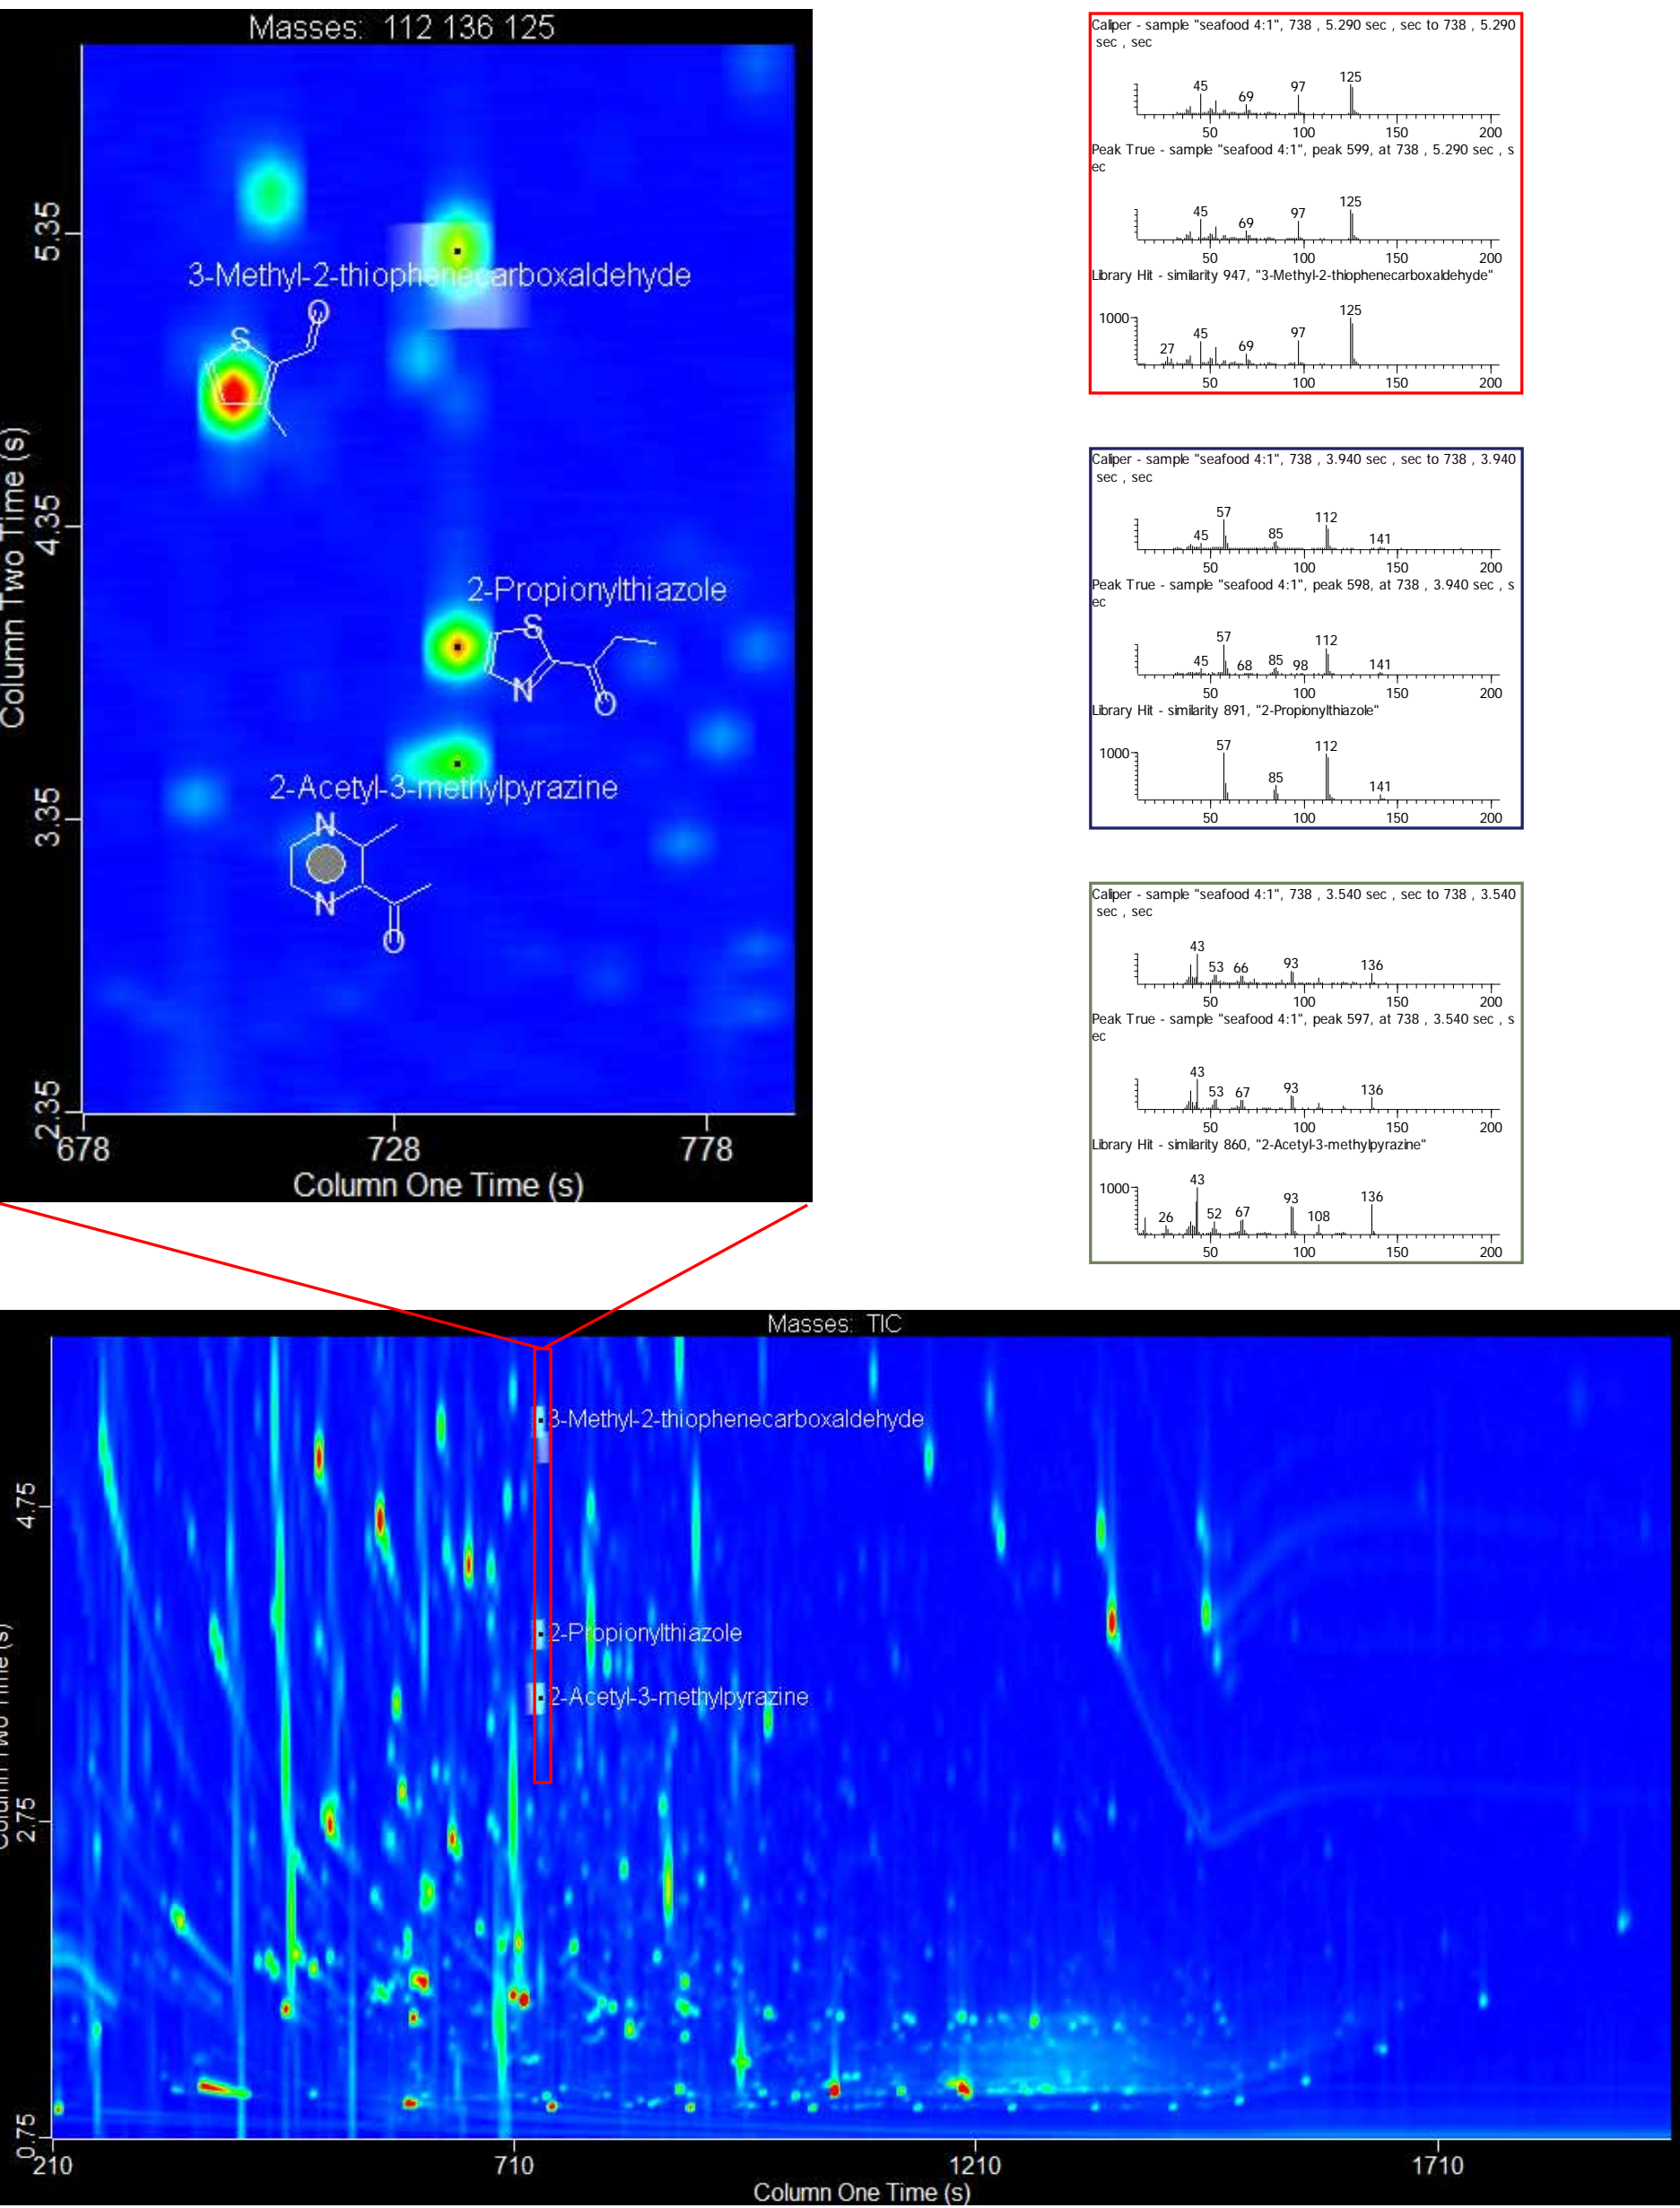 Masses: 112 136 125
5.35
4.35
3.35
2.35
Column Two Time (s)
3-Methyl-2-thiophenecarboxaldehyde
S
O
2-Propionylthiazole
S
N
O
2-Acetyl-3-methylpyrazine
N
N
O
678 728 778
Column One Time (s)
Caliper - sample "seafood 4:1", 738 , 5.290 sec , sec to 738 , 5.290
sec , sec
45 69 97 125
50 100 150 200
Peak True - sample "seafood 4:1", peak 599, at 738 , 5.290 sec , s
ec
45 69 97 125
50 100 150 200
Library Hit - similarity 947, "3-Methyl-2-thiophenecarboxaldehyde"
1000
27 45 69 97 125
50 100 150 200
Caliper - sample "seafood 4:1", 738 , 3.940 sec , sec to 738 , 3.940
sec , sec
45 57 85 112 141
50 100 150 200
Peak True - sample "seafood 4:1", peak 598, at 738 , 3.940 sec , s
ec
45 57 68 85 98 112 141
50 100 150 200
Library Hit - similarity 891, "2-Propionylthiazole"
1000
57 85 112 141
50 100 150 200
Caliper - sample "seafood 4:1", 738 , 3.540 sec , sec to 738 , 3.540
sec , sec
43 53 66 93 136
50 100 150 200
Peak True - sample "seafood 4:1", peak 597, at 738 , 3.540 sec , s
ec
43 53 67 93 136
50 100 150 200
Library Hit - similarity 860, "2-Acetyl-3-methylpyrazine"
1000
26 43 52 67 93 108 136
50 100 150 200
Masses: TIC
3-Methyl-2-thiophenecarboxaldehyde
2-Propionylthiazole
2-Acetyl-3-methylpyrazine
4.75
2.75
0.75
Column Two Time (s)
210 710 1210 1710
Column One Time (s)